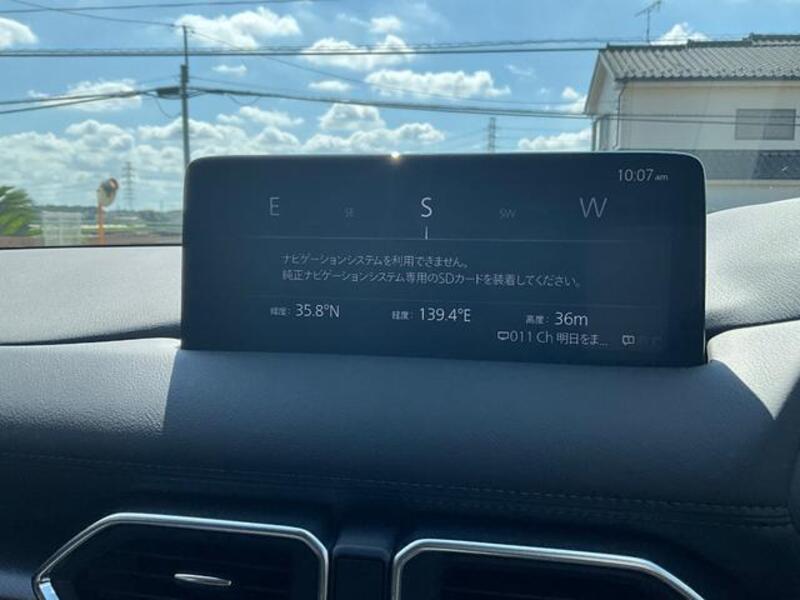 10:07am
E SE S SW W
ナビゲーションシステムを利用できません。
純正ナビゲーションシステム専用のSDカードを装着してください。
緯度: 35.8°N 経度: 139.4°E 高度: 36m
011 Ch 明日をま...